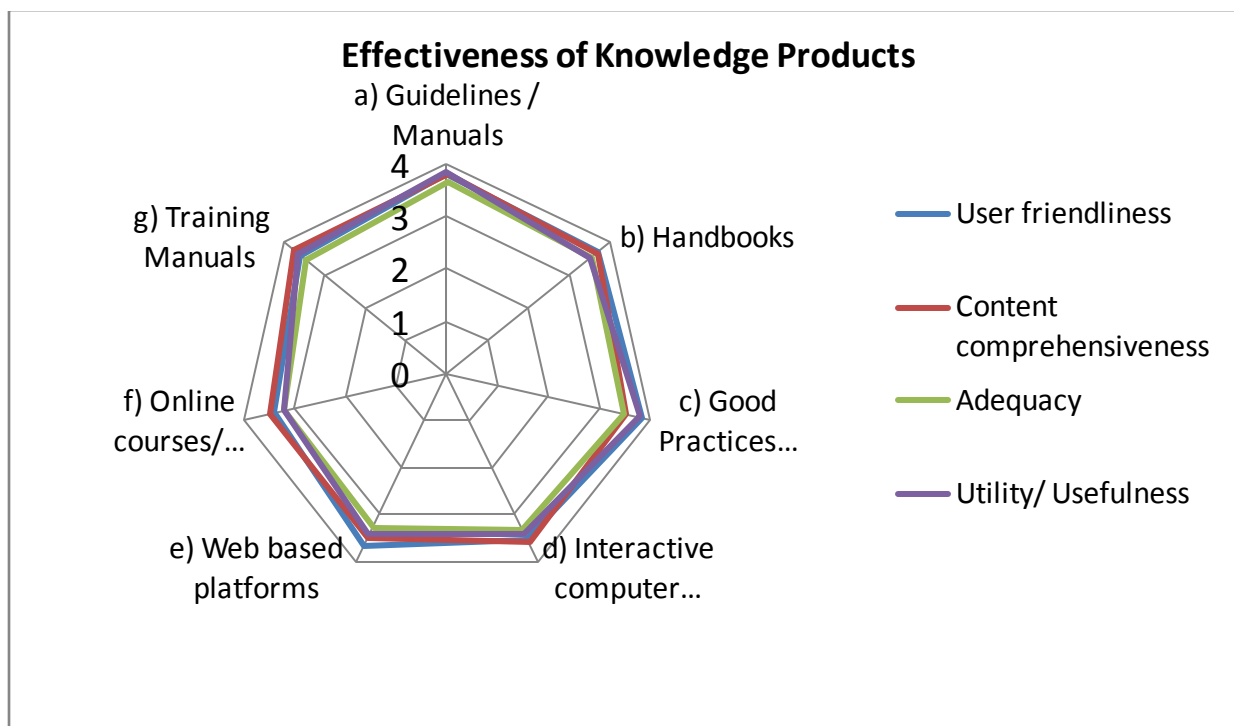 Effectiveness of Knowledge Products
a) Guidelines /
Manuals
4
3
2
1
0
b) Handbooks
c) Good
Practices…
d) Interactive
computer…
e) Web based
platforms
f) Online
courses/…
g) Training
Manuals
User friendliness
Content
comprehensiveness
Adequacy
Utility/ Usefulness